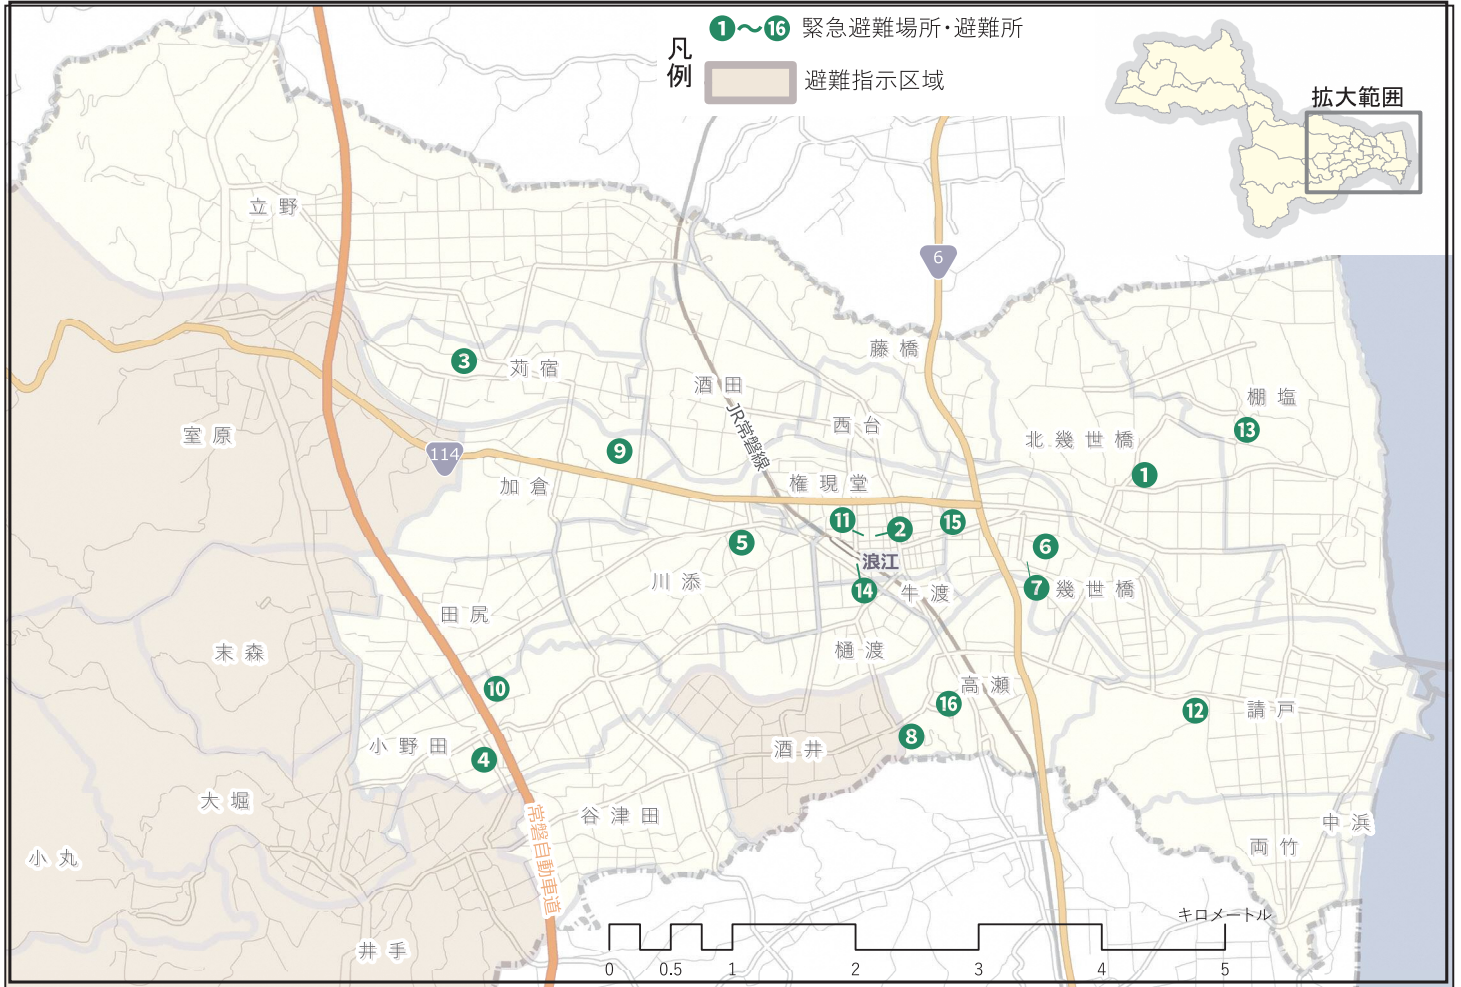 ❶～⓰ 緊急避難場所・避難所
凡例
避難指示区域
拡大範囲
立野
6
藤橋
3
苅宿
酒田
JR常磐線
西台
棚塩
13
北幾世橋
室原
114
9
1
加倉
権現堂
11
2
15
5
6
浪江
川添
14
牛渡
7
幾世橋
田尻
末森
樋渡
10
高瀬
16
12
請戸
小野田
8
酒井
4
大堀
谷津田
中浜
常磐自動車道
両竹
小丸
井手
キロメートル
0 0.5 1 2 3 4 5